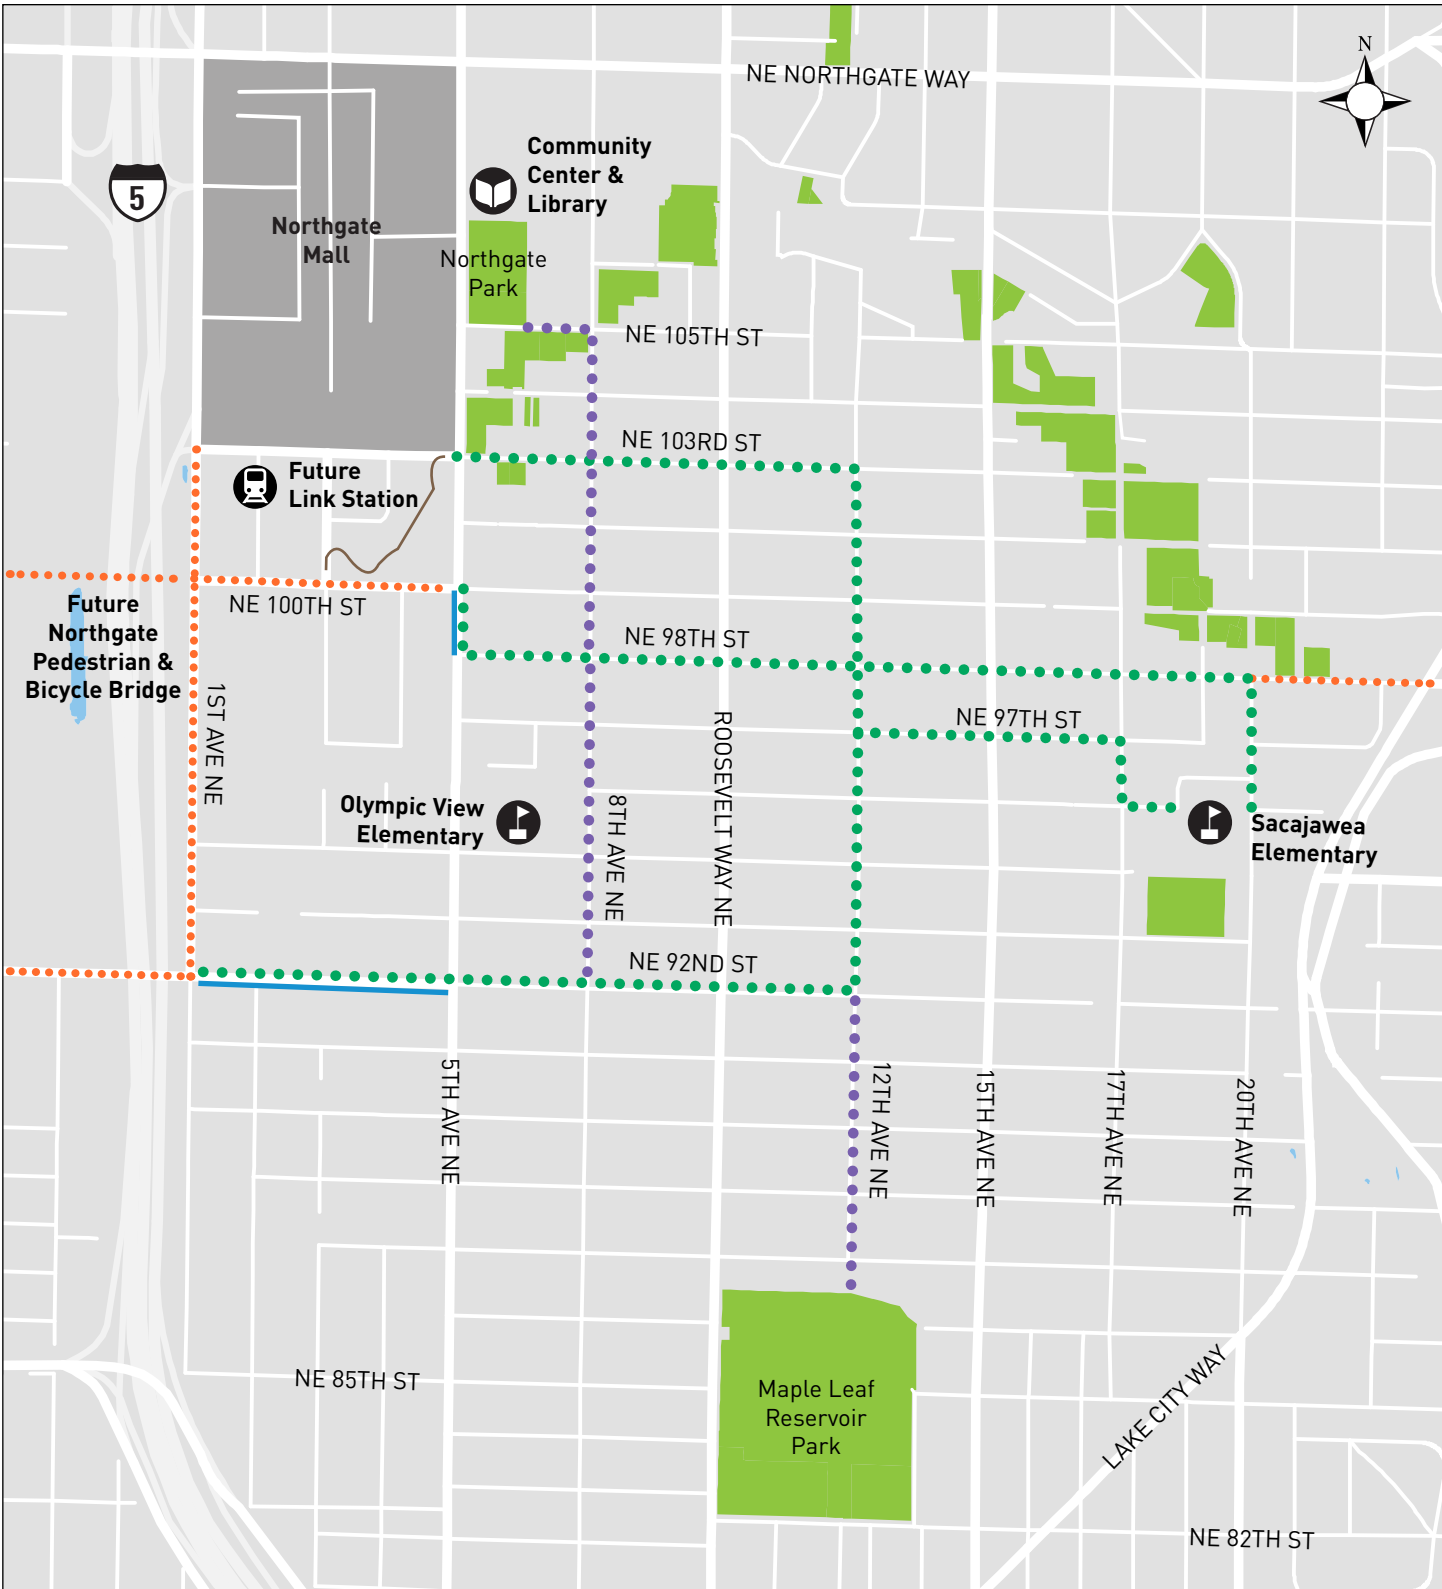 N
NE NORTHGATE WAY
5
Community
Center &
Library
Northgate
Mall
Northgate
Park
NE 105TH ST
NE 103RD ST
Future
Link Station
NE 100TH ST
Future
Northgate
Pedestrian &
Bicycle Bridge
NE 98TH ST
1ST AVE NE
ROOSEVELT WAY NE
NE 97TH ST
Olympic View
Elementary
8TH AVE NE
Sacajawea
Elementary
NE 92ND ST
5TH AVE NE
12TH AVE NE
15TH AVE NE
17TH AVE NE
20TH AVE NE
NE 85TH ST
Maple Leaf
Reservoir
Park
LAKE CITY WAY
NE 82TH ST